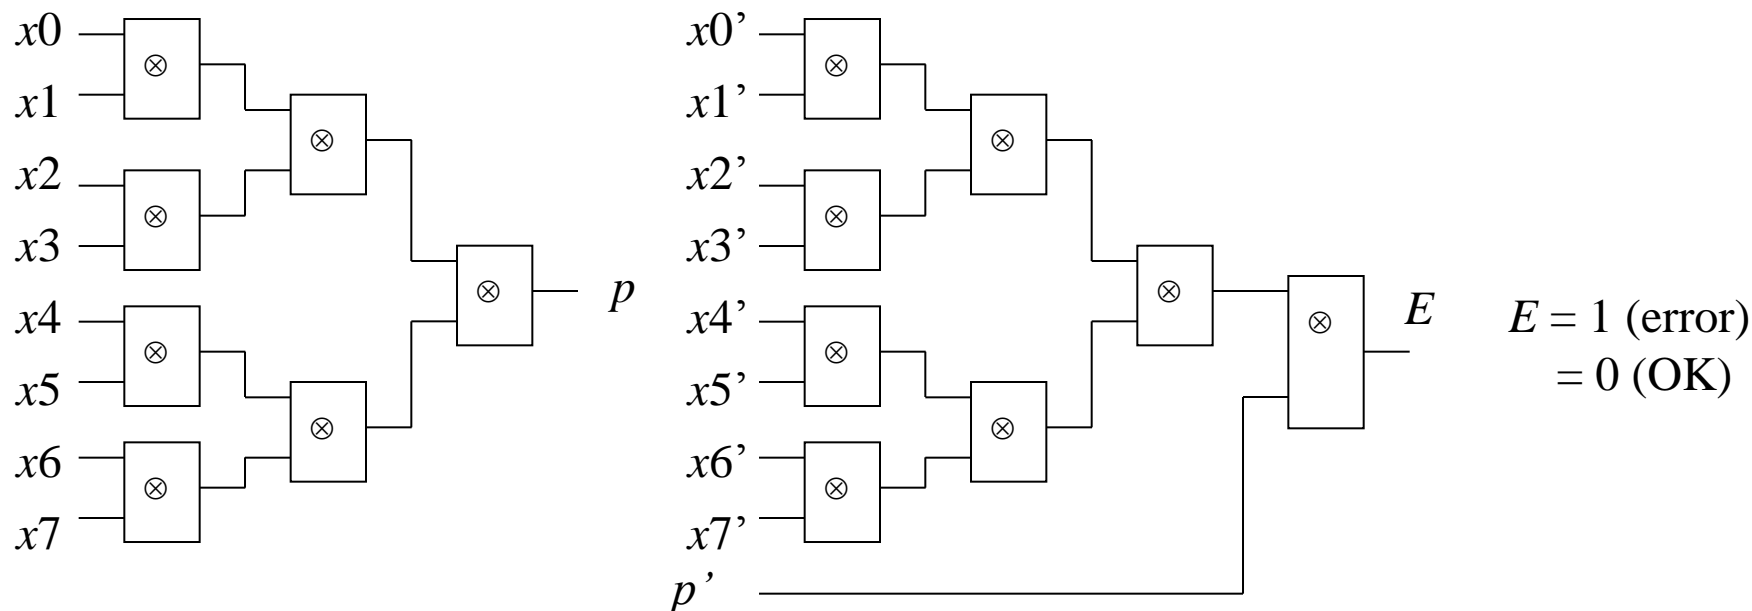 x0
x1
x2
x3
x4
x5
x6
x7
⊗
⊗
⊗
⊗
⊗
⊗
⊗
p
x0’
x1’
x2’
x3’
x4’
x5’
x6’
x7’
p’
⊗
⊗
⊗
⊗
⊗
⊗
⊗
⊗
E
E = 1 (error)
= 0 (OK)